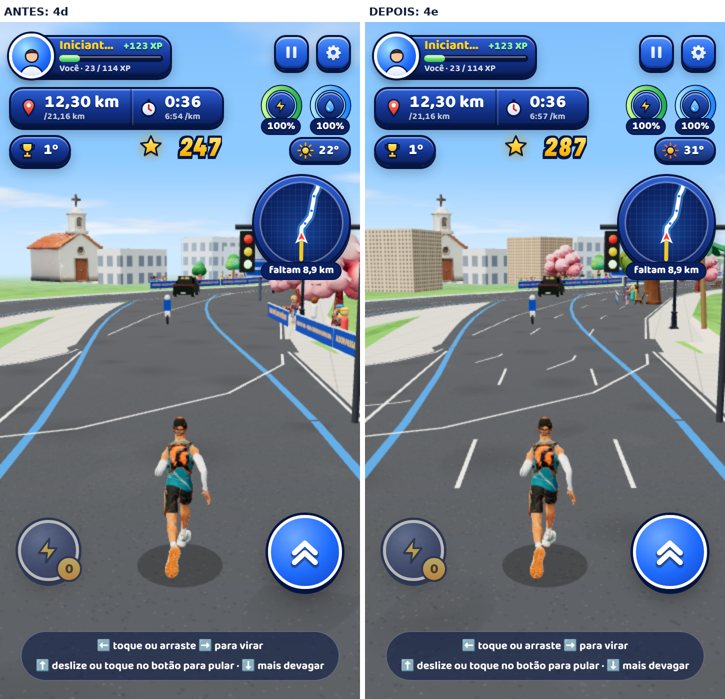 ANTES: 4d
Iniciant... +123 XP
Você · 23 / 114 XP
12,30 km
/21,16 km
0:36
6:54 /km
100%
100%
1°
247
22°
faltam 8,9 km
0
⬅ toque ou arraste ➡ para virar
⬆ deslize ou toque no botão para pular · ⬇ mais devagar
DEPOIS: 4e
Iniciant... +123 XP
Você · 23 / 114 XP
12,30 km
/21,16 km
0:36
6:57 /km
100%
100%
1°
287
31°
faltam 8,9 km
0
⬅ toque ou arraste ➡ para virar
⬆ deslize ou toque no botão para pular · ⬇ mais devagar